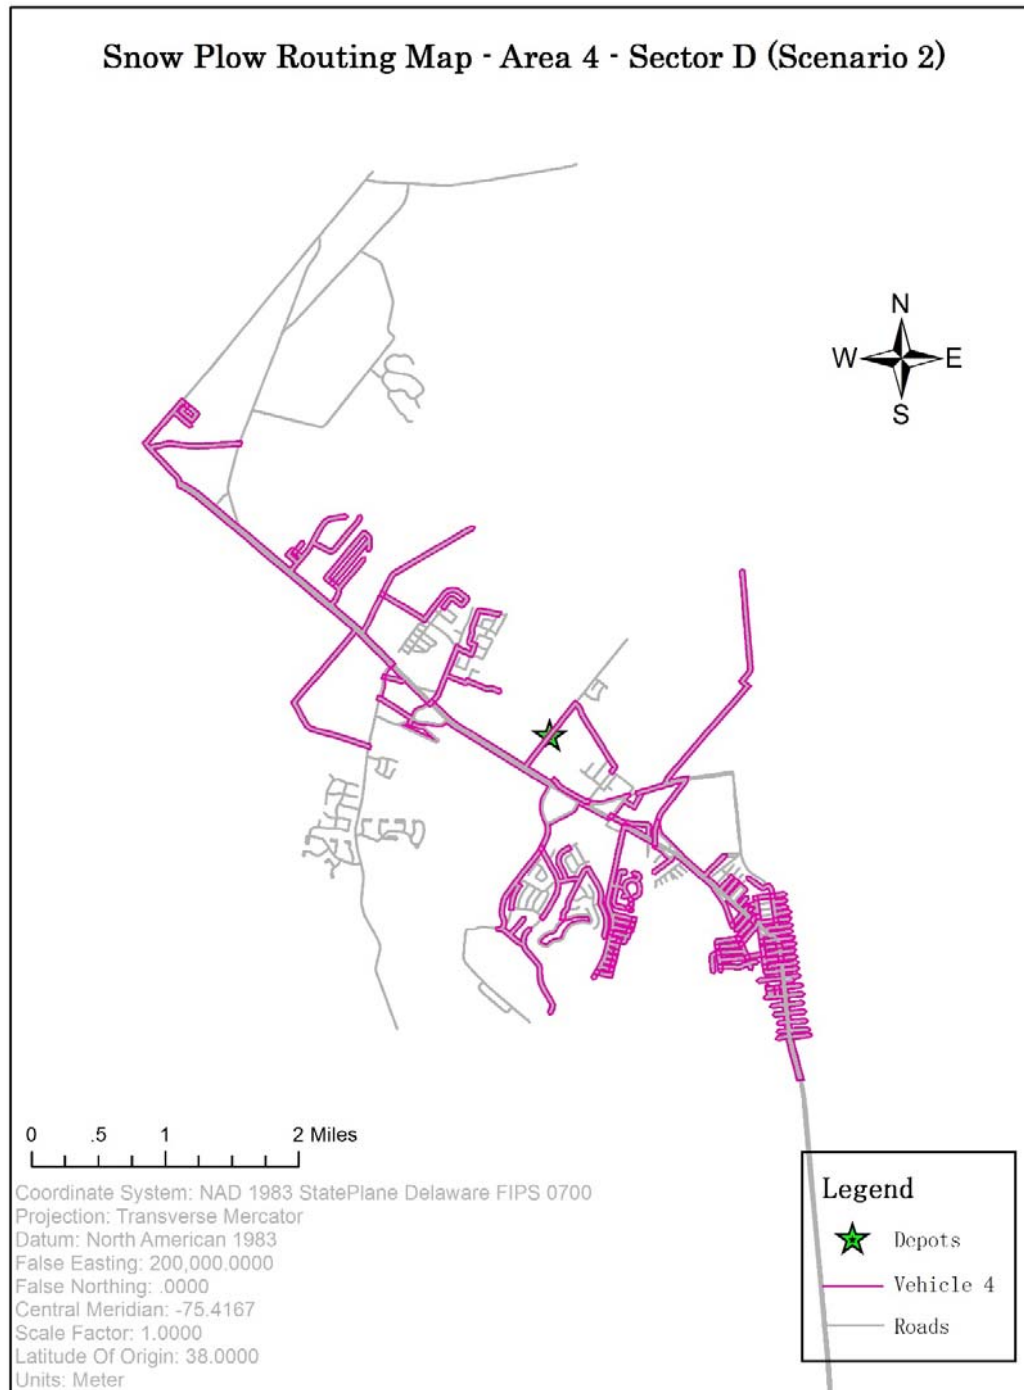 Snow Plow Routing Map - Area 4 - Sector D (Scenario 2)
N
W E
S
0 .5 1 2 Miles
Coordinate System: NAD 1983 StatePlane Delaware FIPS 0700
Projection: Transverse Mercator
Datum: North American 1983
False Easting: 200,000.0000
False Northing: .0000
Central Meridian: -75.4167
Scale Factor: 1.0000
Latitude Of Origin: 38.0000
Units: Meter
Legend
Depots
Vehicle 4
Roads